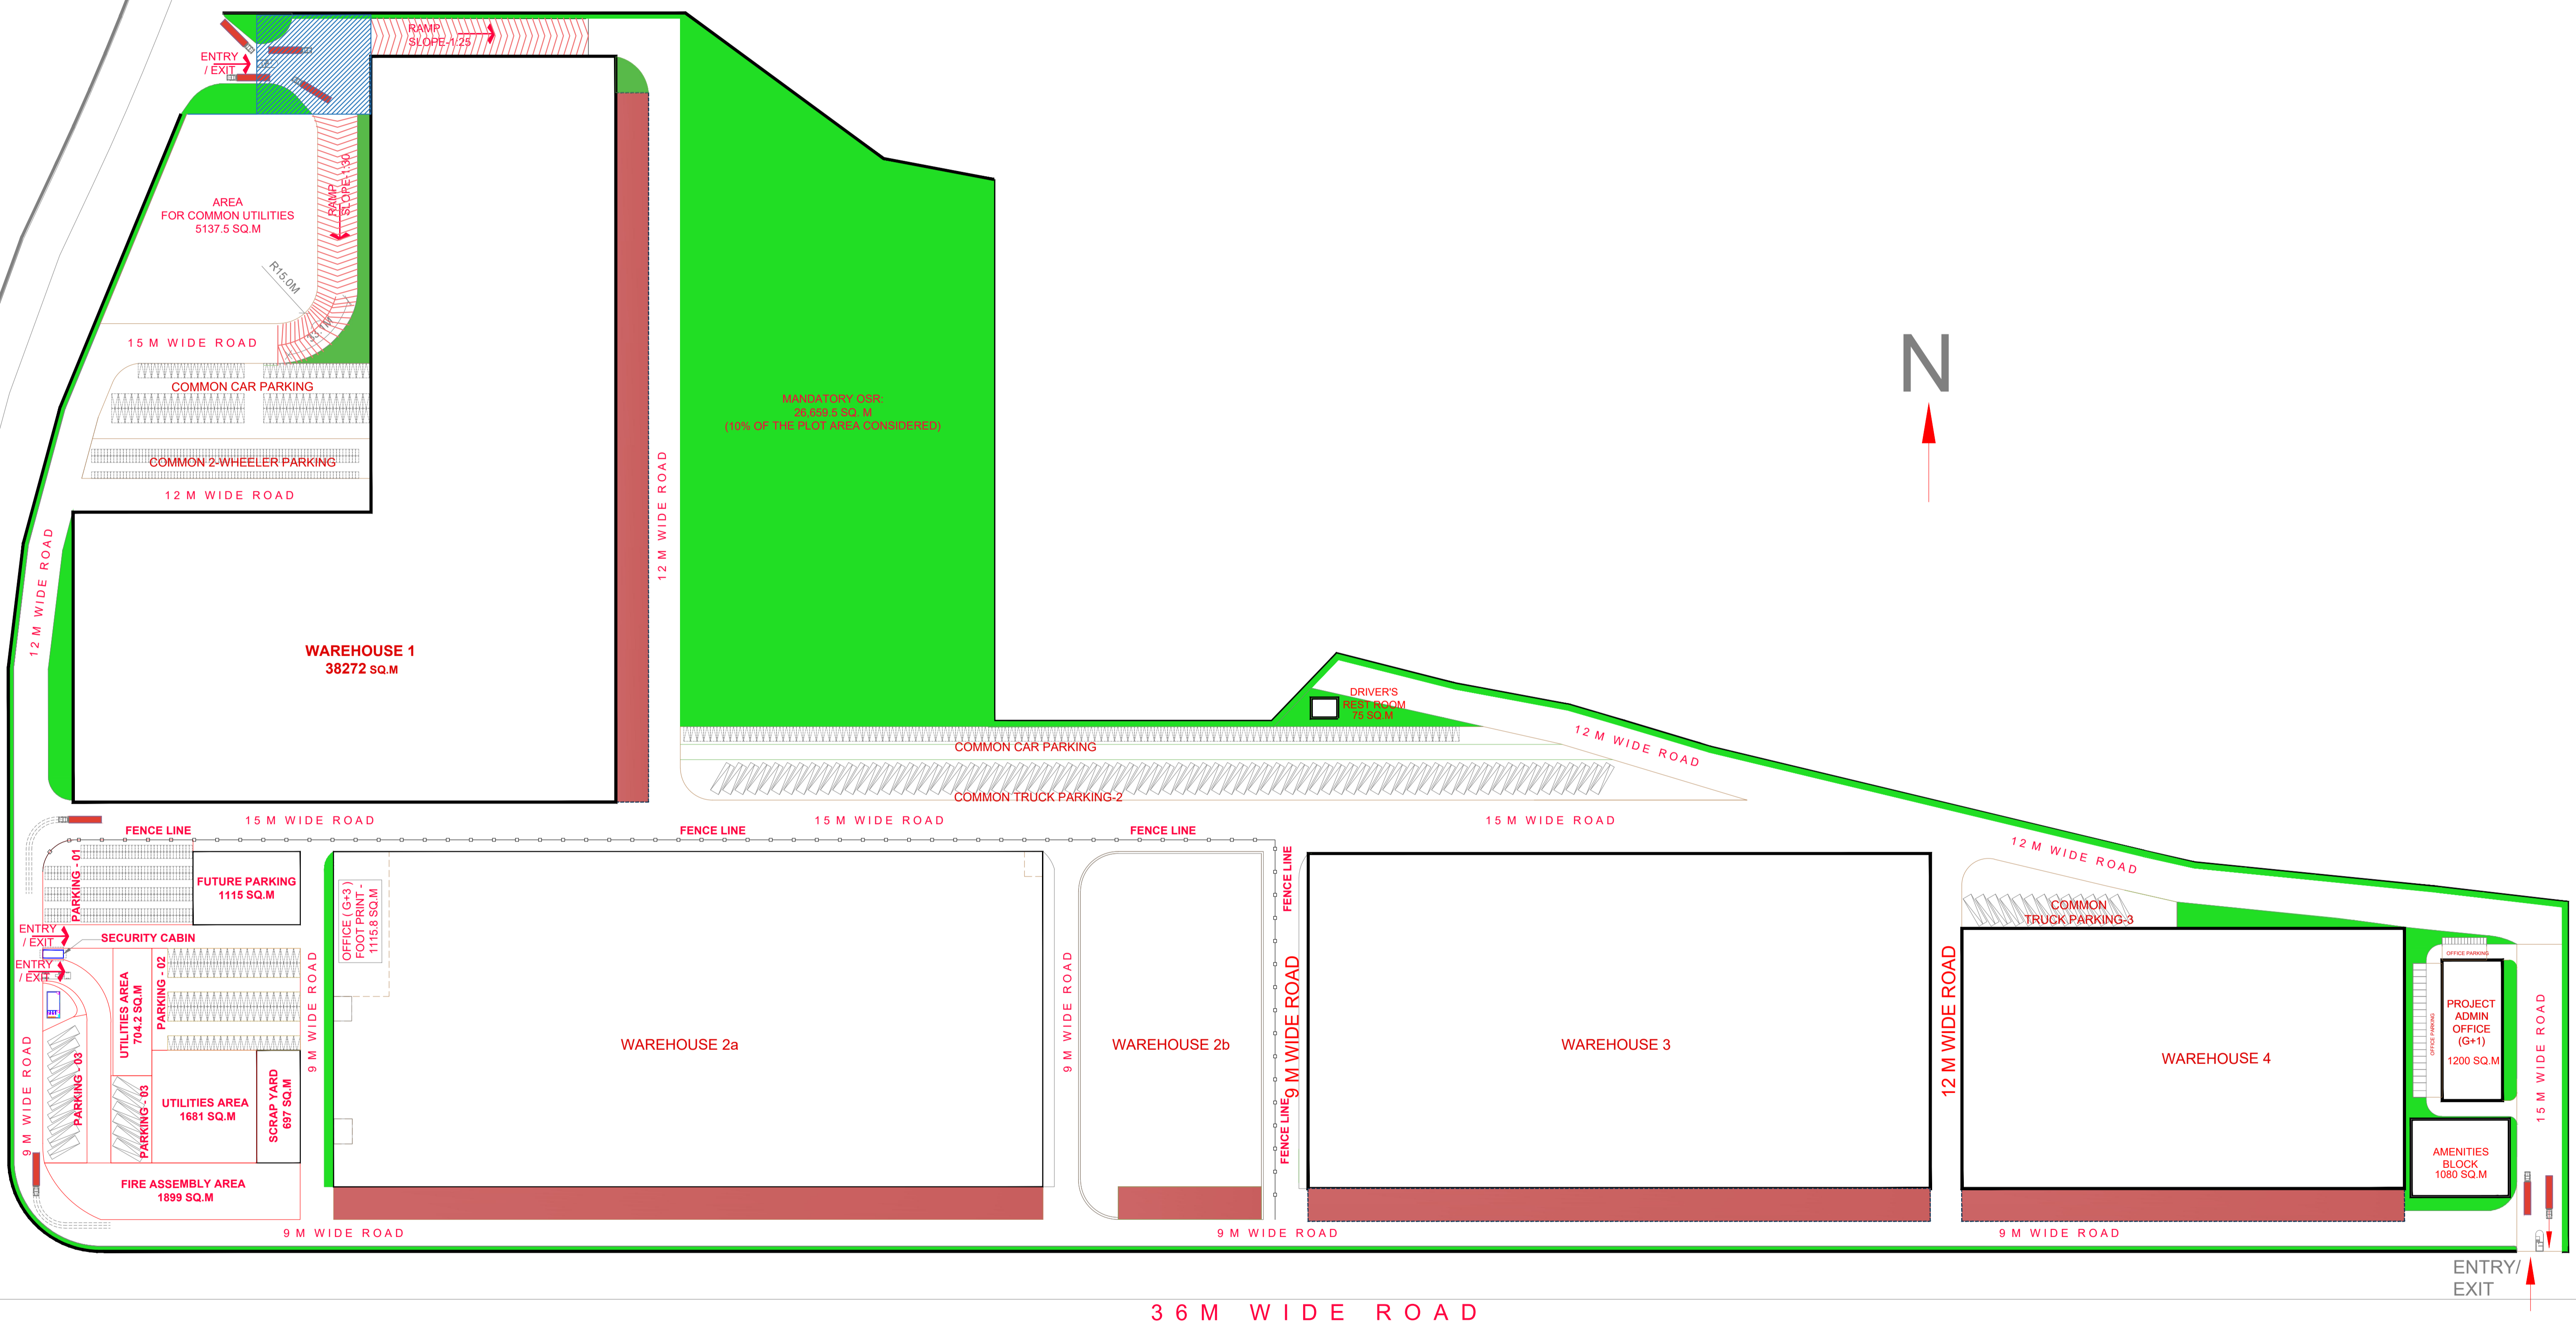 RAMP
SLOPE-1:25
ENTRY
/ EXIT
RAMP
SLOPE-1:30
AREA
FOR COMMON UTILITIES
5137.5 SQ.M
R15.0M
15 M WIDE ROAD
COMMON CAR PARKING
COMMON 2-WHEELER PARKING
12 M WIDE ROAD
12 M WIDE ROAD
12 M WIDE ROAD
MANDATORY OSR:
26,659.5 SQ. M
(10% OF THE PLOT AREA CONSIDERED)
N
WAREHOUSE 1
38272 SQ.M
DRIVER'S
REST ROOM
75 SQ.M
12 M WIDE ROAD
COMMON CAR PARKING
COMMON TRUCK PARKING-2
15 M WIDE ROAD
15 M WIDE ROAD
15 M WIDE ROAD
FENCE LINE
FENCE LINE
FENCE LINE
12 M WIDE ROAD
PARKING - 01
FUTURE PARKING
1115 SQ.M
OFFICE ( G+3 )
FOOT PRINT -
1115.8 SQ.M
FENCE LINE
COMMON
TRUCK PARKING-3
ENTRY
/ EXIT
SECURITY CABIN
ENTRY
/ EXIT
UTILITIES AREA
704.2 SQ.M
PARKING - 02
9 M WIDE ROAD
9 M WIDE ROAD
9 M WIDE ROAD
12 M WIDE ROAD
OFFICE PARKING
OFFICE PARKING
PROJECT
ADMIN
OFFICE
(G+1)
1200 SQ.M
15 M WIDE ROAD
9 M WIDE ROAD
PARKING - 03
PARKING - 03
UTILITIES AREA
1681 SQ.M
SCRAP YARD
697 SQ.M
WAREHOUSE 2a
WAREHOUSE 2b
WAREHOUSE 3
WAREHOUSE 4
FENCE LINE
AMENITIES
BLOCK
1080 SQ.M
FIRE ASSEMBLY AREA
1899 SQ.M
9 M WIDE ROAD
9 M WIDE ROAD
9 M WIDE ROAD
ENTRY/
EXIT
36M WIDE ROAD